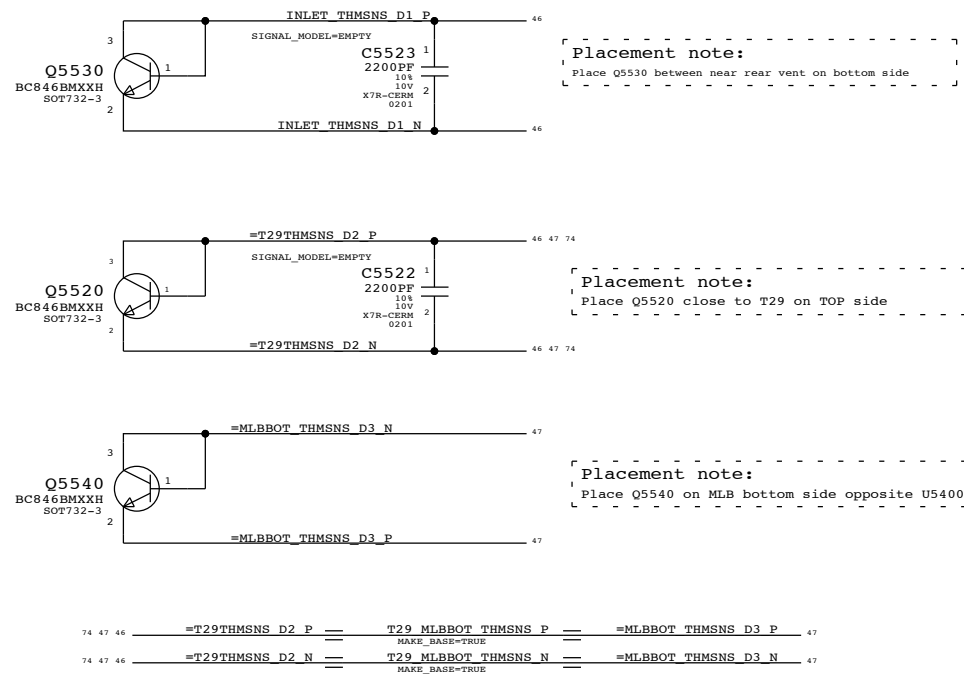 INLET_THMSNS_D1_P
46
SIGNAL_MODEL=EMPTY
3
C5523
1
Placement note:
Q5530
1
2200PF
Place Q5530 between near rear vent on bottom side
BC846BMXXH
10%
SOT732-3
10V
2
X7R-CERM
2
0201
INLET_THMSNS_D1_N
46
=T29THMSNS_D2_P
46 47 74
SIGNAL_MODEL=EMPTY
3
C5522
1
Placement note:
Q5520
1
2200PF
Place Q5520 close to T29 on TOP side
BC846BMXXH
10%
SOT732-3
10V
2
X7R-CERM
2
0201
=T29THMSNS_D2_N
46 47 74
=MLBBOT_THMSNS_D3_N
47
3
Placement note:
Q5540
1
Place Q5540 on MLB bottom side opposite U5400
BC846BMXXH
SOT732-3
2
=MLBBOT_THMSNS_D3_P
47
74 47 46
=T29THMSNS_D2_P
T29_MLBBOT_THMSNS_P
=MLBBOT_THMSNS_D3_P
47
MAKE_BASE=TRUE
74 47 46
=T29THMSNS_D2_N
T29_MLBBOT_THMSNS_N
=MLBBOT_THMSNS_D3_N
47
MAKE_BASE=TRUE